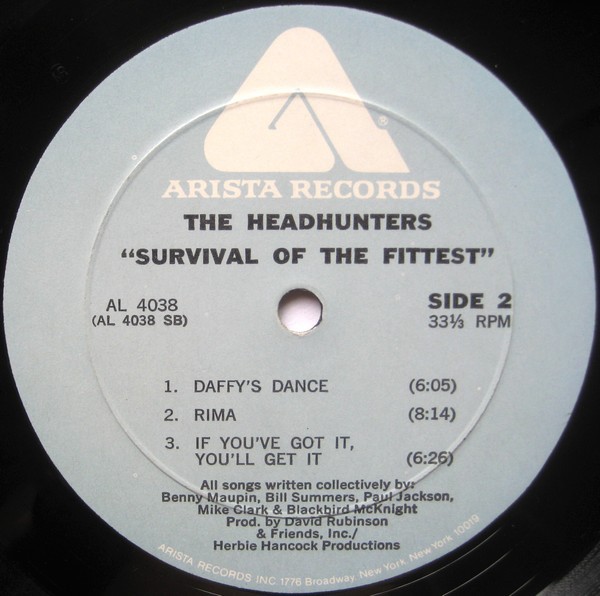 ®
ARISTA RECORDS
THE HEADHUNTERS
“SURVIVAL OF THE FITTEST”
AL 4038
(AL 4038 SB)
SIDE 2
33⅓ RPM
1. DAFFY'S DANCE (6:05)
2. RIMA (8:14)
3. IF YOU'VE GOT IT,
YOU'LL GET IT (6:26)
All songs written collectively by:
Benny Maupin, Bill Summers, Paul Jackson,
Mike Clark & Blackbird McKnight
Prod. by David Rubinson
& Friends, Inc./
Herbie Hancock Productions
ARISTA RECORDS INC 1776 Broadway New York New York 10019